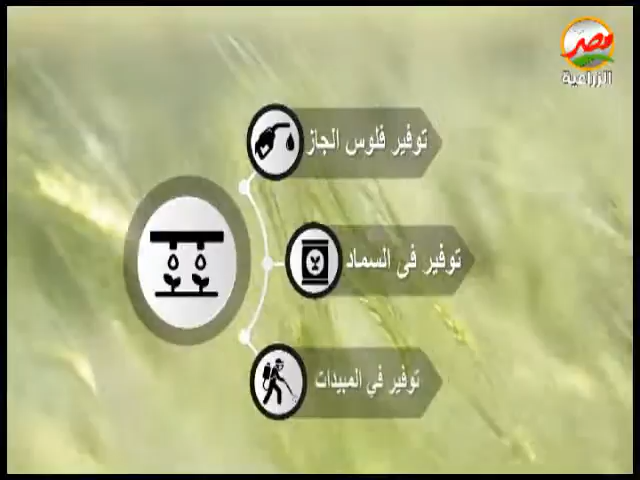 مصر
الزراعية
توفير فلوس الجاز
توفير فى السماد
توفير في المبيدات